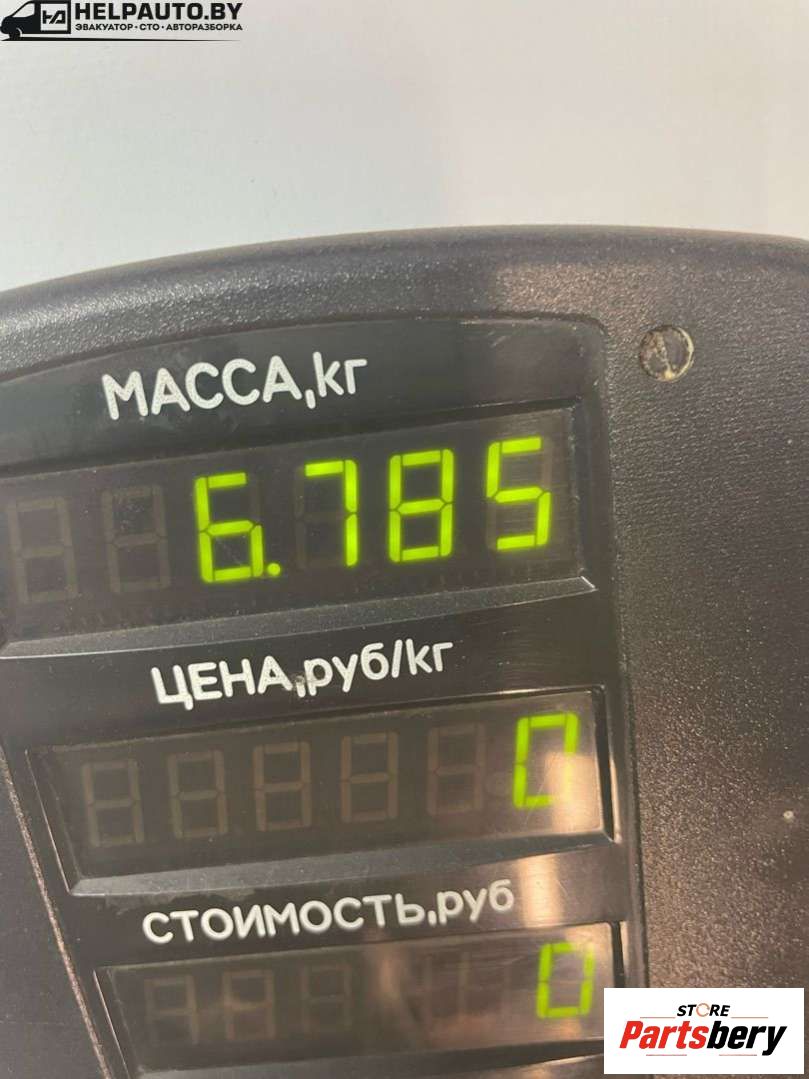 HELPAUTO.BY
ЭВАКУАТОР • СТО • АВТОРАЗБОРКА
МАССА,кг
6.785
ЦЕНА,руб/кг
0
СТОИМОСТЬ,руб
0
STORE
Partsbery